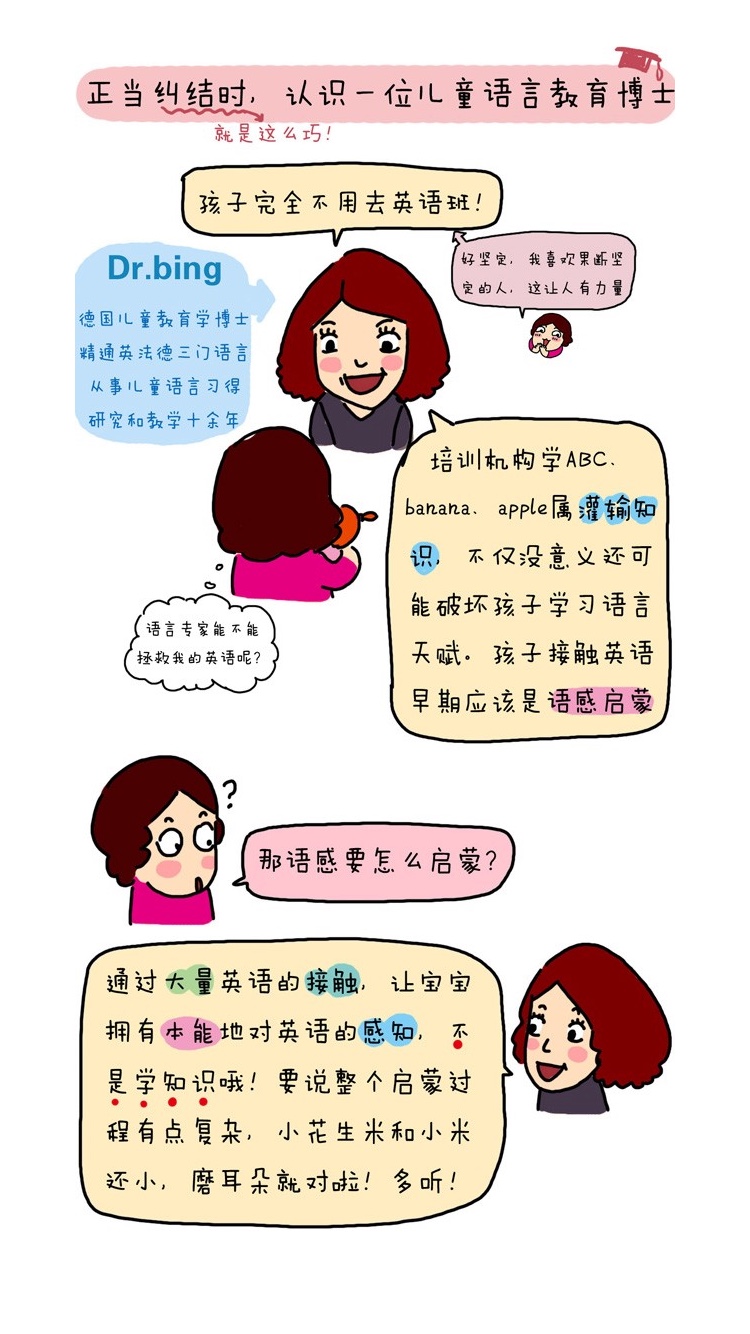 正当纠结时，认识一位儿童语言教育博士
就是这么巧！
孩子完全不用去英语班！
好坚定，我喜欢果断坚
定的人，这让人有力量
Dr.bing
德国儿童教育学博士
精通英法德三门语言
从事儿童语言习得
研究和教学十余年
培训机构学ABC、
banana、apple属灌输知
识，不仅没意义还可
能破坏孩子学习语言
天赋。孩子接触英语
早期应该是语感启蒙
语言专家能不能
拯救我的英语呢？
?
那语感要怎么启蒙？
通过大量英语的接触，让宝宝
拥有本能地对英语的感知，不
是学知识哦！要说整个启蒙过
程有点复杂，小花生米和小米
还小，磨耳朵就对啦！多听！